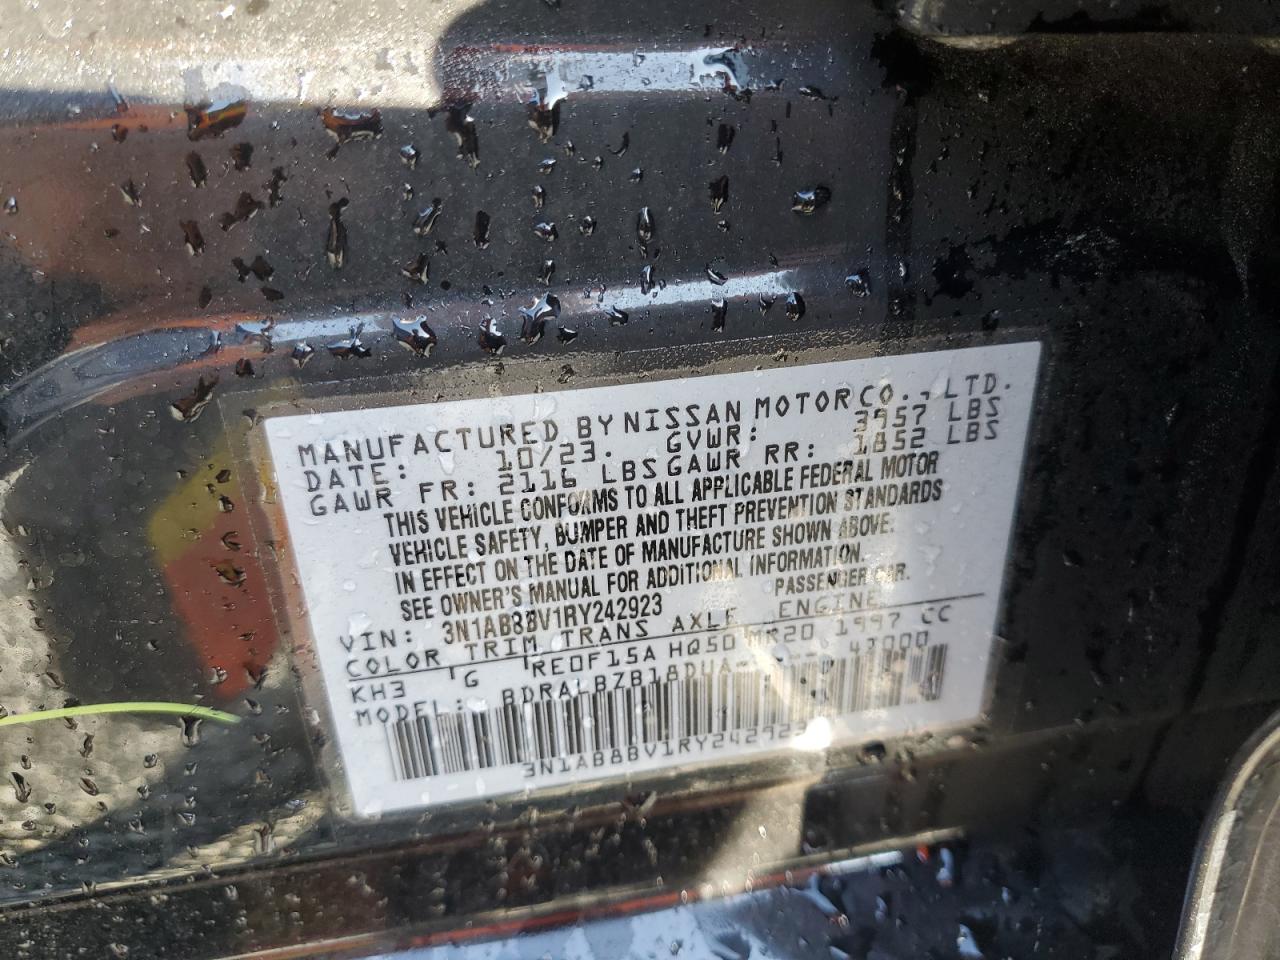 MANUFACTURED BY NISSAN MOTOR CO., LTD.
DATE: 10/23. GVWR: 3957 LBS
GAWR FR: 2116 LBS GAWR RR: 1852 LBS
THIS VEHICLE CONFORMS TO ALL APPLICABLE FEDERAL MOTOR
VEHICLE SAFETY, BUMPER AND THEFT PREVENTION STANDARDS
IN EFFECT ON THE DATE OF MANUFACTURE SHOWN ABOVE.
SEE OWNER'S MANUAL FOR ADDITIONAL INFORMATION.
VIN: 3N1AB8BV1RY242923 PASSENGER CAR.
COLOR TRIM TRANS AXLE ENGINE
KH3 G RE0F15A HQ50 MR20 1997 CC
MODEL:
3N1AB8BV1RY242923